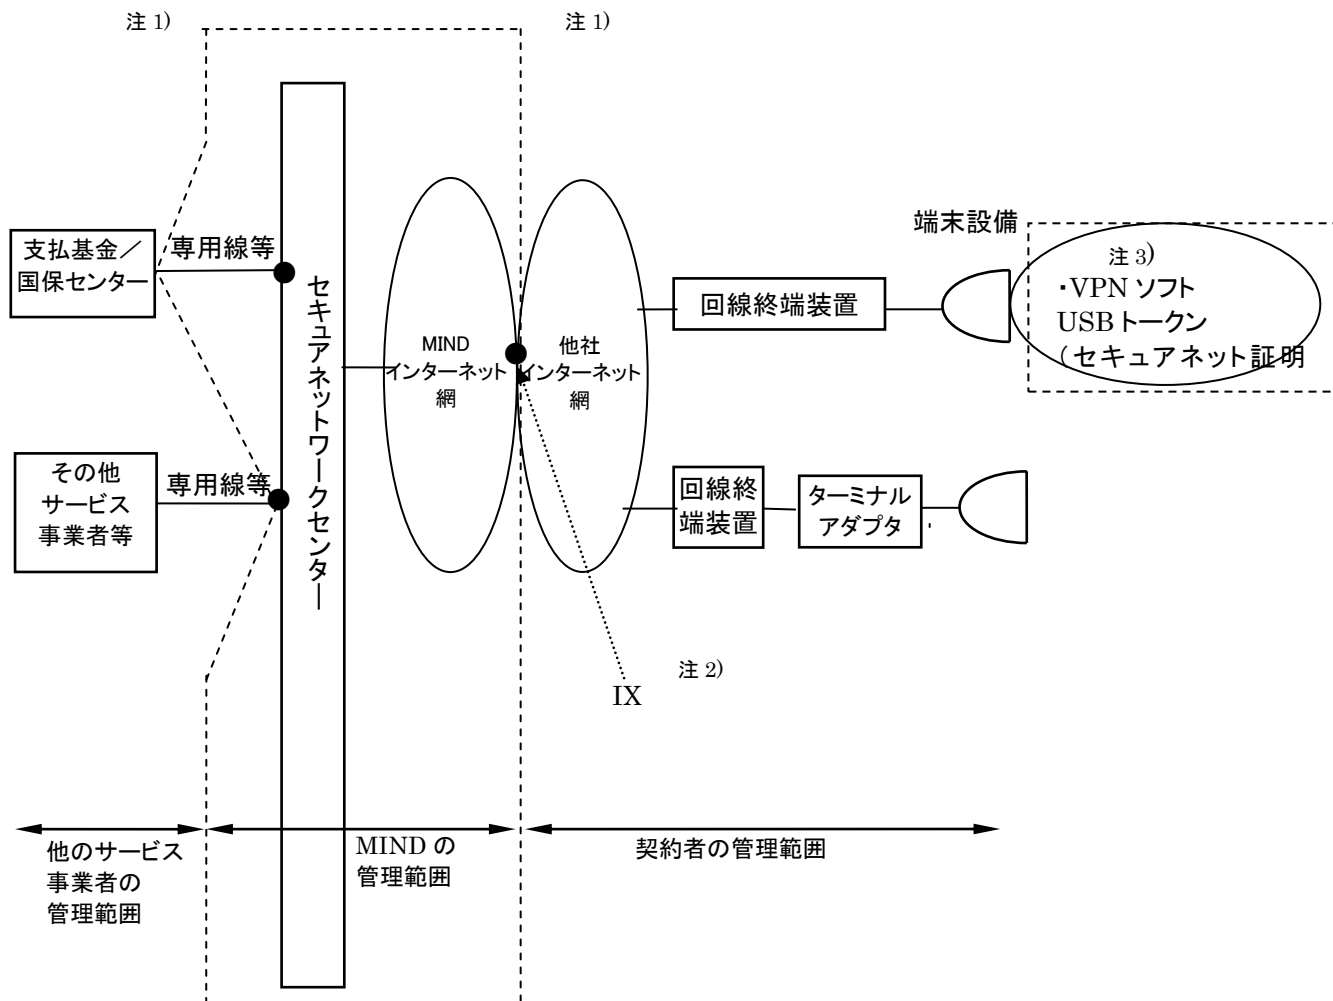 注 1)
注 1)
端末設備
支払基金／
国保センター
専用線等
セキュアネットワークセンター
MIND
インターネット
網
他社
インターネット
網
回線終端装置
注 3)
・VPN ソフト
USB トークン
（セキュアネット証明
その他
サービス
事業者等
専用線等
回線終
端装置
ターミナル
アダプタ
注 2)
IX
他のサービス
事業者の
管理範囲
MIND の
管理範囲
契約者の管理範囲